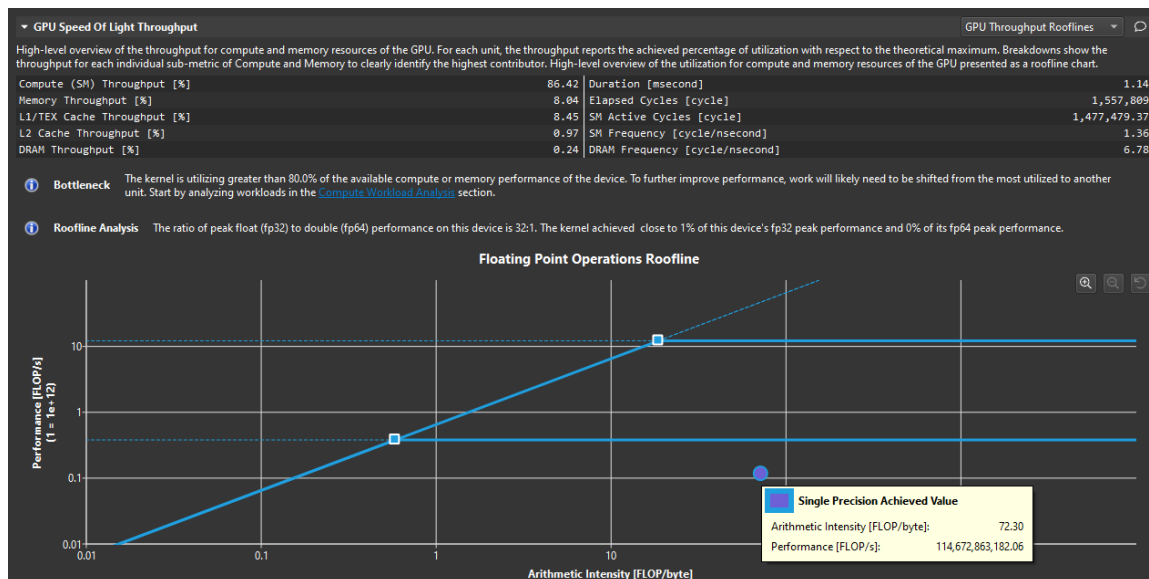 GPU Speed Of Light Throughput
GPU Throughput Rooflines
High-level overview of the throughput for compute and memory resources of the GPU. For each unit, the throughput reports the achieved percentage of utilization with respect to the theoretical maximum. Breakdowns show the
throughput for each individual sub-metric of Compute and Memory to clearly identify the highest contributor. High-level overview of the utilization for compute and memory resources of the GPU presented as a roofline chart.
Compute (SM) Throughput [%] 86.42 Duration [msecond] 1.14
Memory Throughput [%] 8.04 Elapsed Cycles [cycle] 1,557,809
L1/TEX Cache Throughput [%] 8.45 SM Active Cycles [cycle] 1,477,479.37
L2 Cache Throughput [%] 0.97 SM Frequency [cycle/nsecond] 1.36
DRAM Throughput [%] 0.24 DRAM Frequency [cycle/nsecond] 6.78
Bottleneck The kernel is utilizing greater than 80.0% of the available compute or memory performance of the device. To further improve performance, work will likely need to be shifted from the most utilized to another
unit. Start by analyzing workloads in the Compute Workload Analysis section.
Roofline Analysis The ratio of peak float (fp32) to double (fp64) performance on this device is 32:1. The kernel achieved close to 1% of this device's fp32 peak performance and 0% of its fp64 peak performance.
Floating Point Operations Roofline
Performance [FLOP/s]
(1 = 1e+12)
10
1
0.1
0.01
0.01 0.1 1 10
Arithmetic Intensity [FLOP/byte]
Single Precision Achieved Value
Arithmetic Intensity [FLOP/byte]: 72.30
Performance [FLOP/s]: 114,672,863,182.06